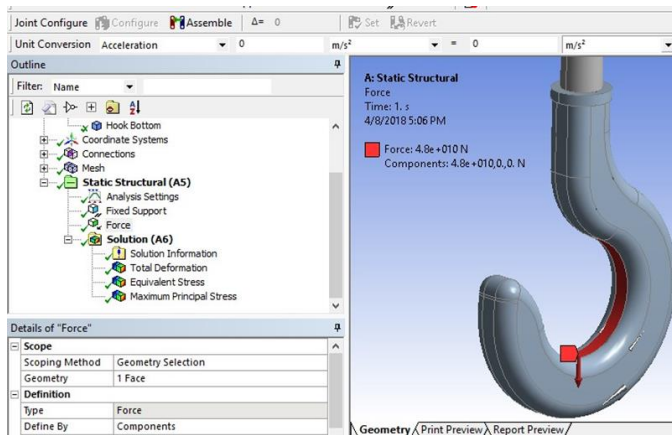 Joint Configure Configure Assemble Δ= 0 Set Revert
Unit Conversion Acceleration 0 m/s² = 0 m/s²
Outline
Filter: Name
Hook Bottom
Coordinate Systems
Connections
Mesh
Static Structural (A5)
Analysis Settings
Fixed Support
Force
Solution (A6)
Solution Information
Total Deformation
Equivalent Stress
Maximum Principal Stress
Details of "Force"
Scope
Scoping Method Geometry Selection
Geometry 1 Face
Definition
Type Force
Define By Components
A: Static Structural
Force
Time: 1. s
4/8/2018 5:06 PM
Force: 4.8e+010 N
Components: 4.8e+010,0.,0. N
Geometry Print Preview Report Preview